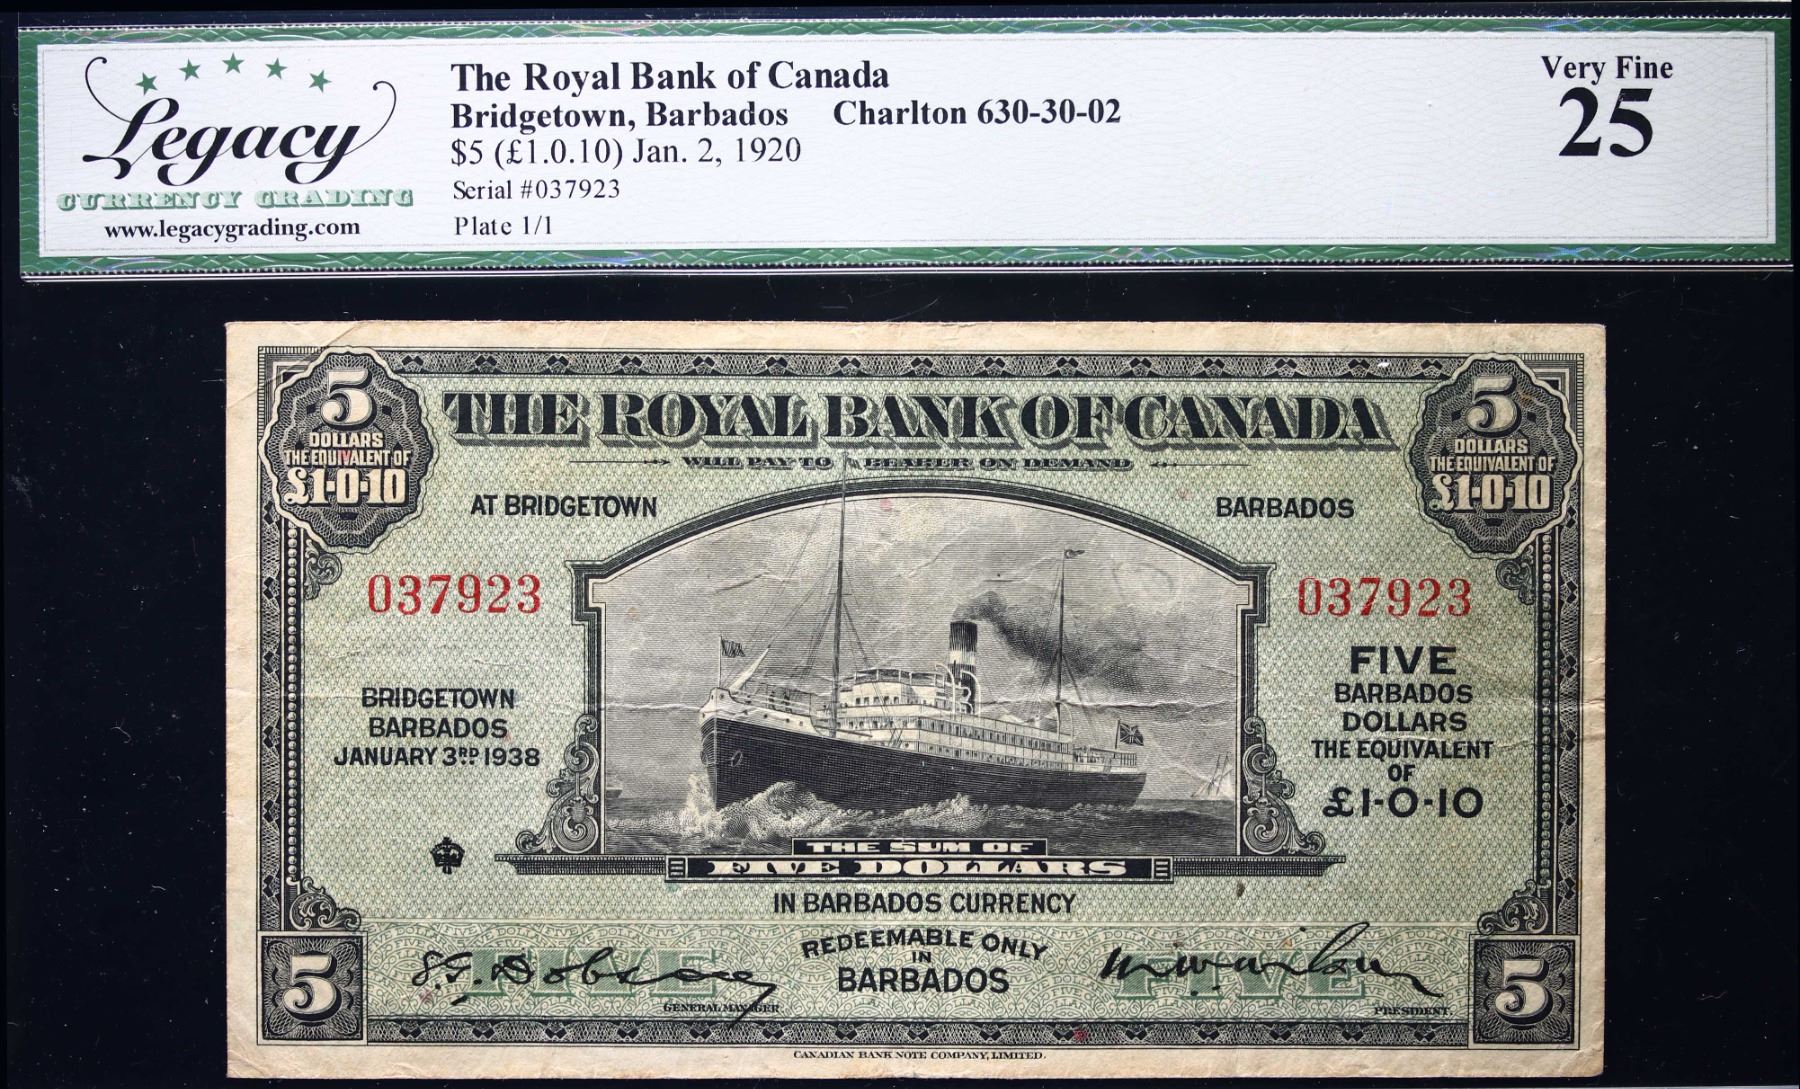 Legacy
CURRENCY GRADING
www.legacygrading.com
The Royal Bank of Canada
Bridgetown, Barbados Charlton 630-30-02
$5 (£1.0.10) Jan. 2, 1920
Serial #037923
Plate 1/1
Very Fine
25
5
DOLLARS
THE EQUIVALENT OF
£1-0-10
THE ROYAL BANK OF CANADA
WILL PAY TO BEARER ON DEMAND
5
DOLLARS
THE EQUIVALENT OF
£1-0-10
AT BRIDGETOWN
BARBADOS
037923
037923
BRIDGETOWN
BARBADOS
JANUARY 3RD 1938
FIVE
BARBADOS
DOLLARS
THE EQUIVALENT
OF
£1-0-10
THE SUM OF
FIVE DOLLARS
IN BARBADOS CURRENCY
REDEEMABLE ONLY
IN
BARBADOS
5
FIVE
S.G. Dobson
GENERAL MANAGER
FIVE
M.W. Wilson
PRESIDENT.
5
CANADIAN BANK NOTE COMPANY, LIMITED.